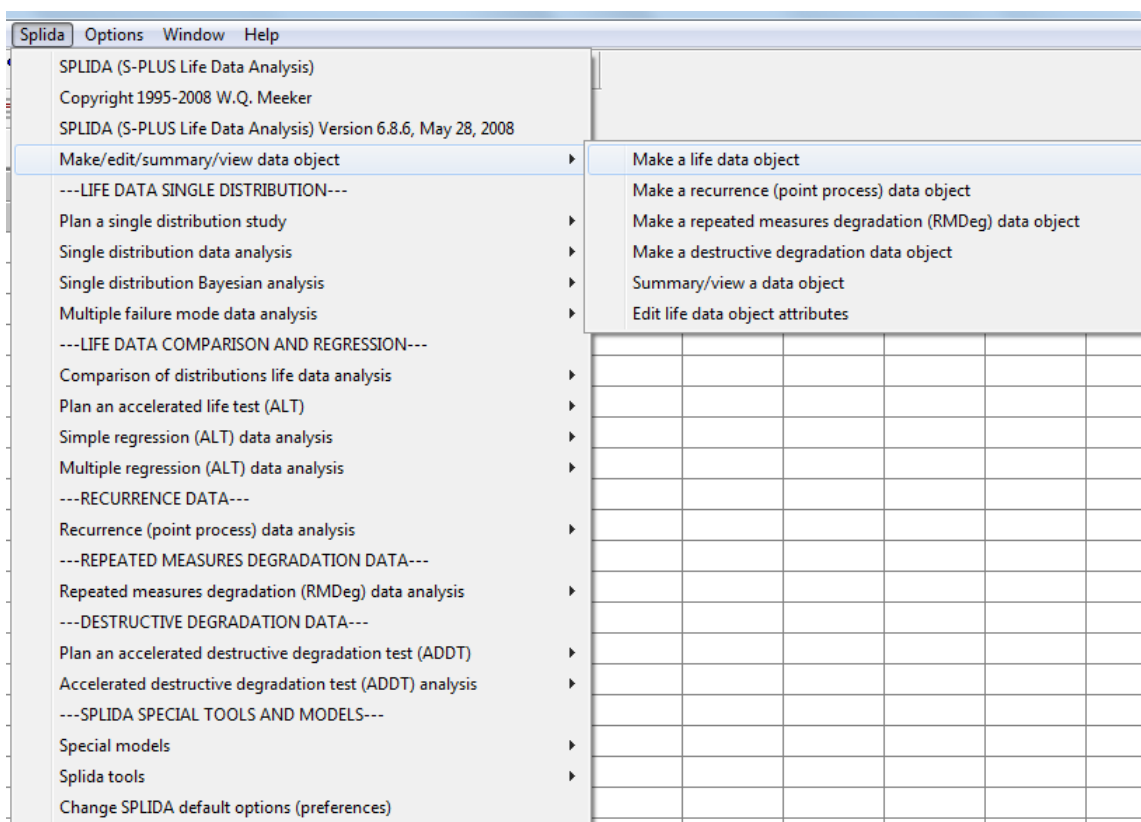 Splida Options Window Help
SPLIDA (S-PLUS Life Data Analysis)
Copyright 1995-2008 W.Q. Meeker
SPLIDA (S-PLUS Life Data Analysis) Version 6.8.6, May 28, 2008
Make/edit/summary/view data object
---LIFE DATA SINGLE DISTRIBUTION---
Plan a single distribution study
Single distribution data analysis
Single distribution Bayesian analysis
Multiple failure mode data analysis
---LIFE DATA COMPARISON AND REGRESSION---
Comparison of distributions life data analysis
Plan an accelerated life test (ALT)
Simple regression (ALT) data analysis
Multiple regression (ALT) data analysis
---RECURRENCE DATA---
Recurrence (point process) data analysis
---REPEATED MEASURES DEGRADATION DATA---
Repeated measures degradation (RMDeg) data analysis
---DESTRUCTIVE DEGRADATION DATA---
Plan an accelerated destructive degradation test (ADDT)
Accelerated destructive degradation test (ADDT) analysis
---SPLIDA SPECIAL TOOLS AND MODELS---
Special models
Splida tools
Change SPLIDA default options (preferences)
Make a life data object
Make a recurrence (point process) data object
Make a repeated measures degradation (RMDeg) data object
Make a destructive degradation data object
Summary/view a data object
Edit life data object attributes